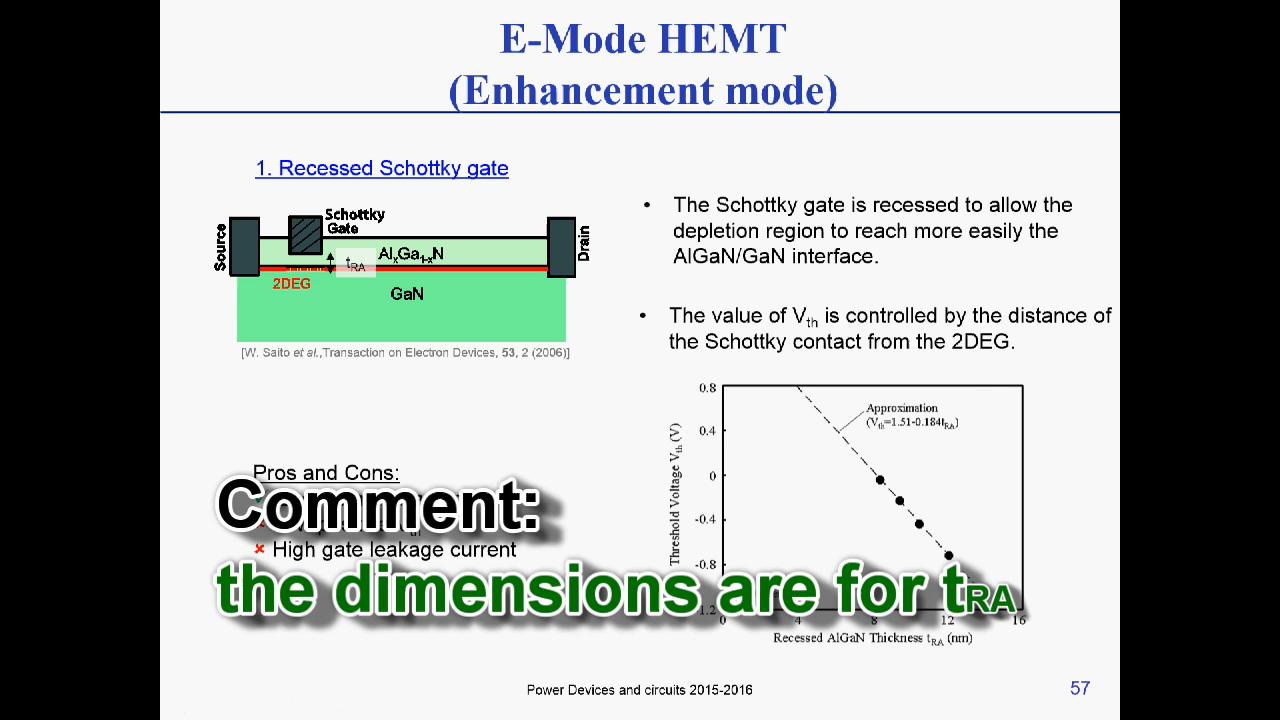 E-Mode HEMT
(Enhancement mode)
1. Recessed Schottky gate
Source
Schottky
Gate
AlxGa1-xN
tRA
2DEG
GaN
Drain
[W. Saito et al.,Transaction on Electron Devices, 53, 2 (2006)]
• The Schottky gate is recessed to allow the
depletion region to reach more easily the
AlGaN/GaN interface.
• The value of Vth is controlled by the distance of
the Schottky contact from the 2DEG.
Threshold Voltage Vth (V)
0.8
0.4
0
-0.4
-0.8
1.2
Approximation
(Vth=1.51-0.184tRA)
0
4
8
12
16
Recessed AlGaN Thickness tRA (nm)
Pros and Cons:
Comment:
× High gate leakage current
the dimensions are for tRA
Power Devices and circuits 2015-2016
57